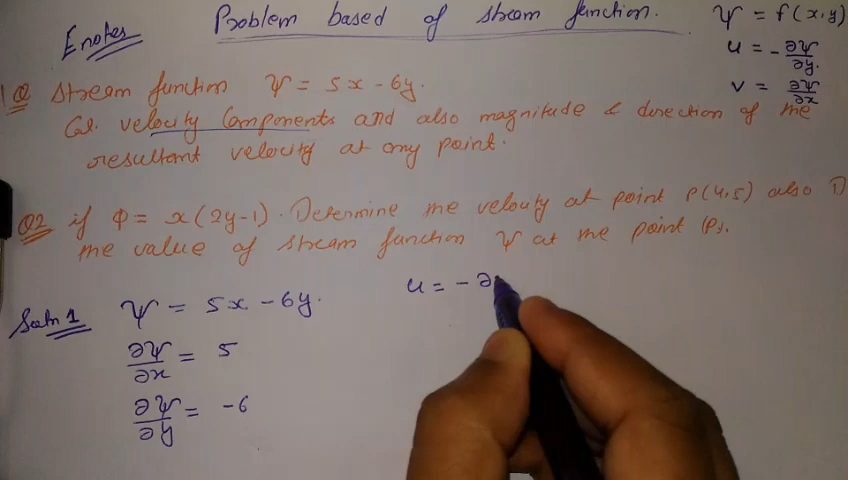 Enotes
Problem based of stream function.
ψ = f(x,y)
u = -∂ψ/∂y.
v = ∂ψ/∂x
1Q Stream function ψ = 5x - 6y.
Cal. velocity components and also magnitude & direction of the
resultant velocity at any point.
Q2 if φ = x(2y-1). Determine the velocity at point P(4,5) also D
the value of stream function ψ at the point (P).
Soln 1 ψ = 5x - 6y.
∂ψ/∂x = 5
∂ψ/∂y = -6
u = - ∂